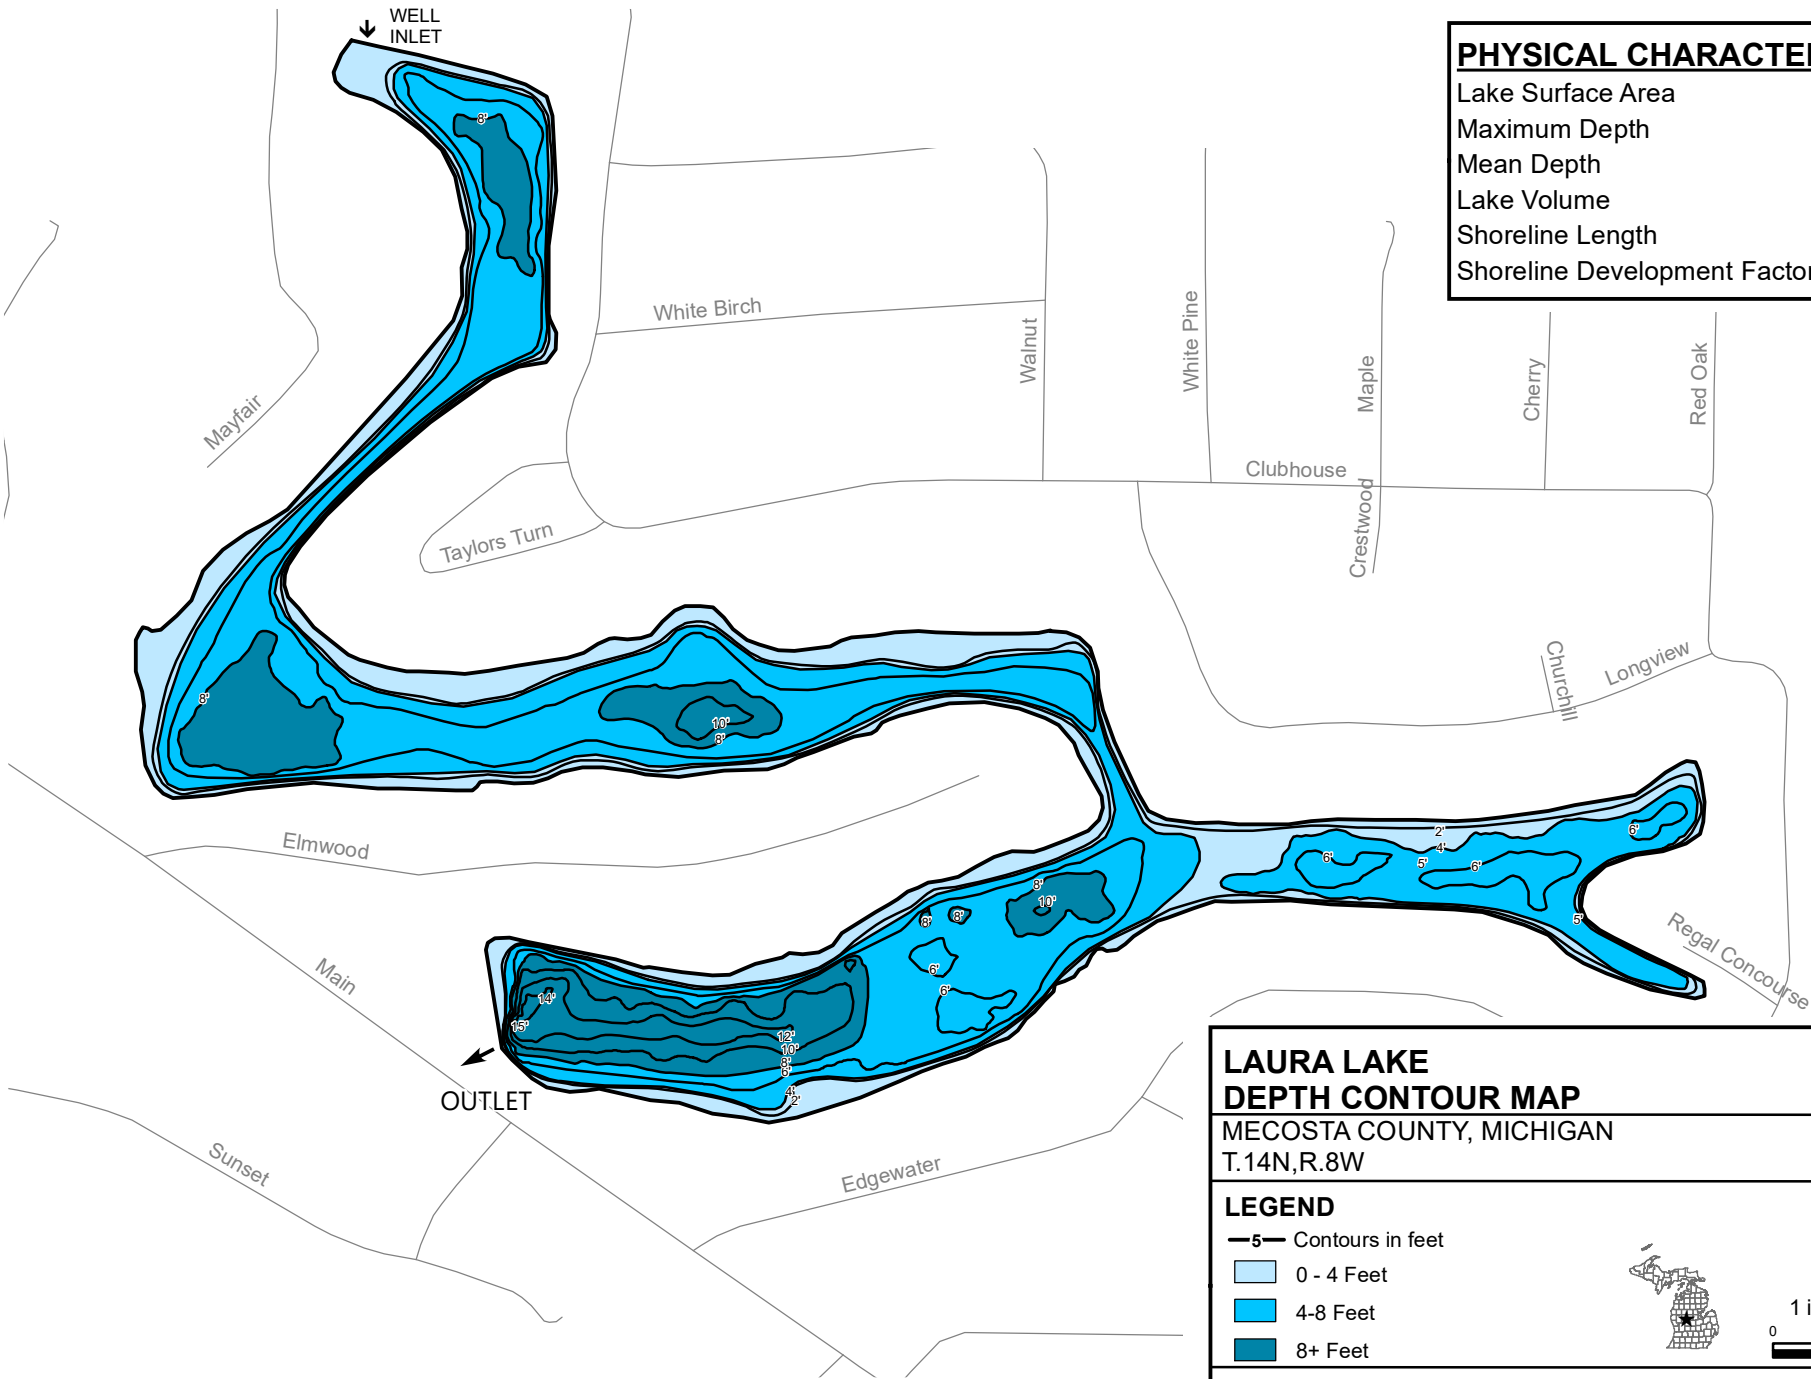 WELL
INLET
PHYSICAL CHARACTE
Lake Surface Area
Maximum Depth
Mean Depth
Lake Volume
Shoreline Length
Shoreline Development Factor
8'
White Birch
Walnut
White Pine
Maple
Cherry
Red Oak
Mayfair
Clubhouse
Crestwood
Taylors Turn
Churchill
Longview
8'
10'
8'
Elmwood
2'
4'
5'
6'
6'
6'
5'
8'
10'
8'
8'
6'
6'
Regal Concourse
Main
14'
15'
12'
10'
8'
6'
4'
2'
OUTLET
Sunset
Edgewater
LAURA LAKE
DEPTH CONTOUR MAP
MECOSTA COUNTY, MICHIGAN
T.14N,R.8W
LEGEND
5 Contours in feet
0 - 4 Feet
4-8 Feet
8+ Feet
1 i
0